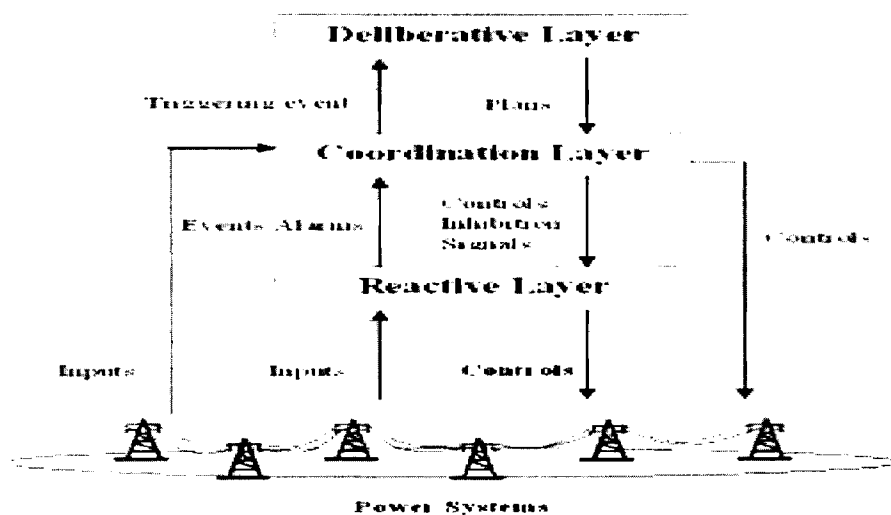 Deliberative Layer
Triggering event
Plans
Coordination Layer
Events Alarms
Controls
Inhibition
Signals
Controls
Reactive Layer
Inputs
Inputs
Controls
Power Systems